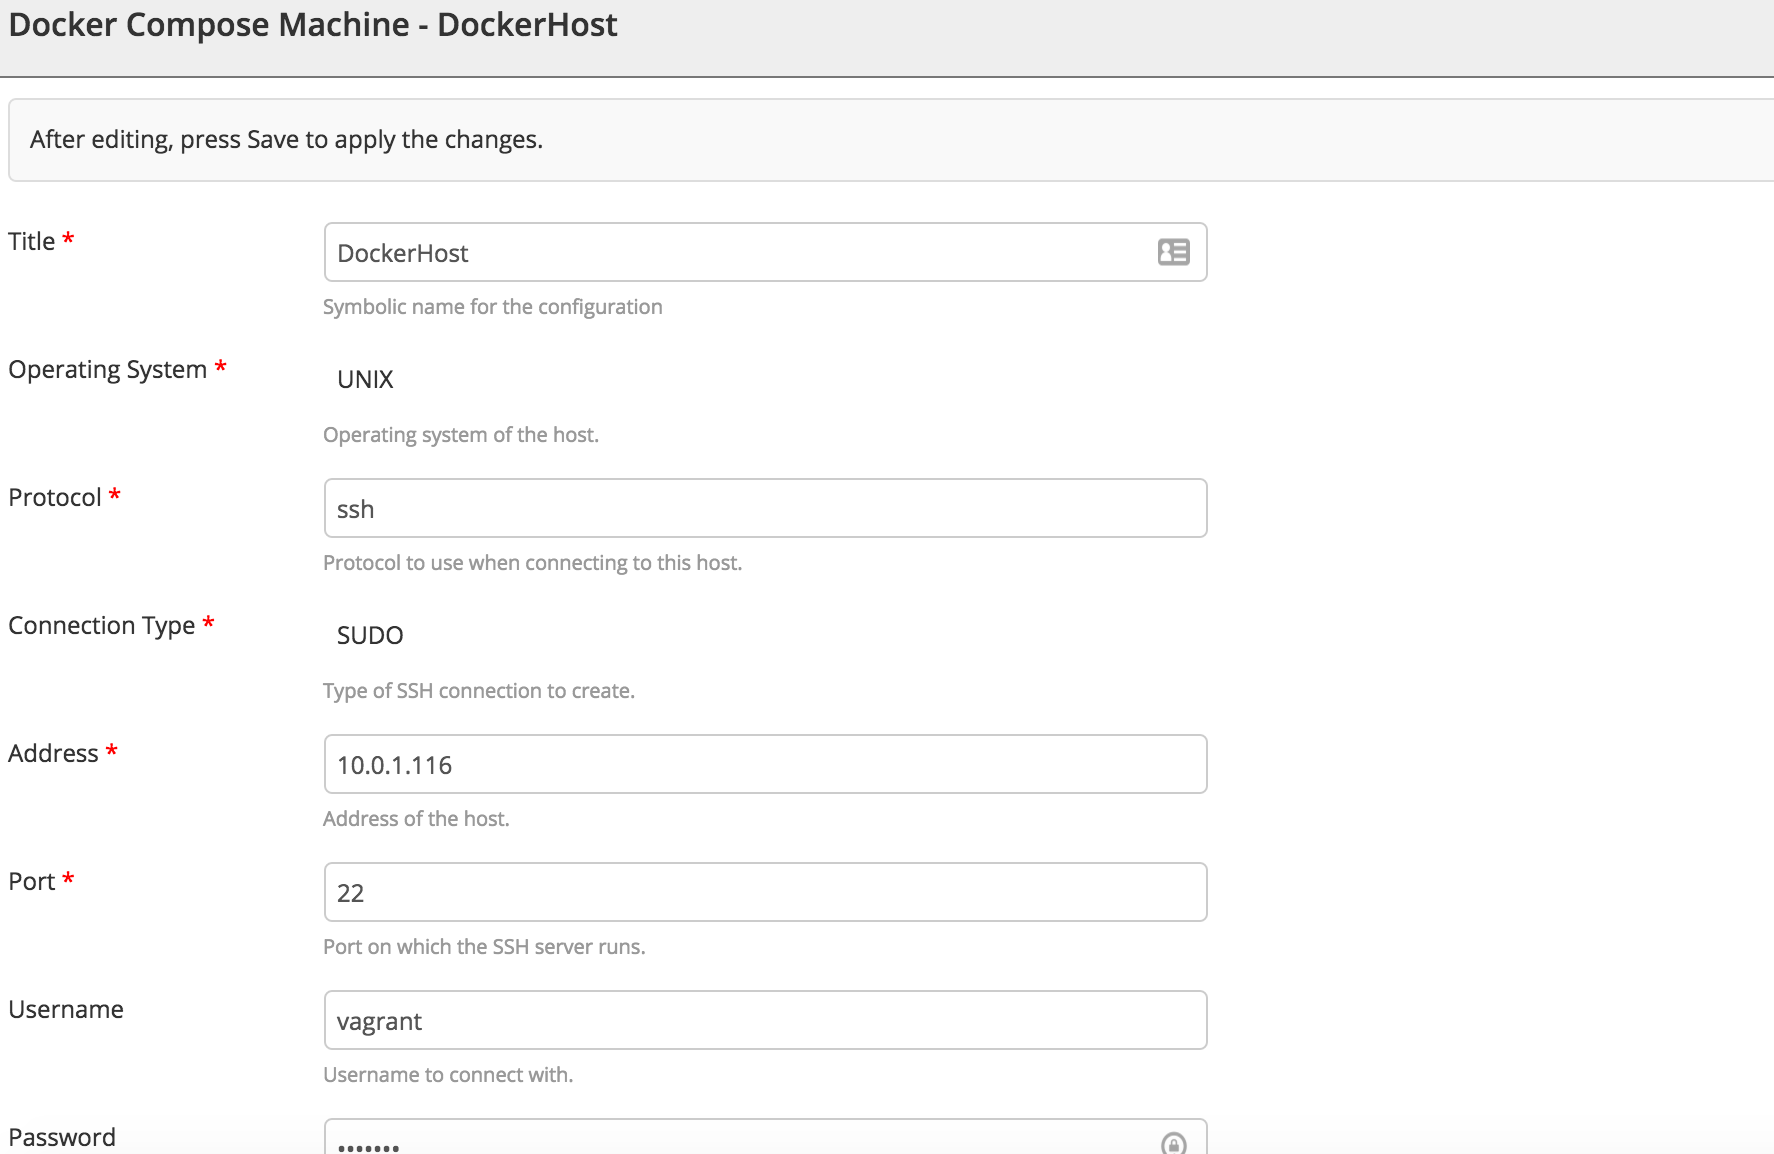 Docker Compose Machine - DockerHost
After editing, press Save to apply the changes.
Title *
DockerHost
Symbolic name for the configuration
Operating System *
UNIX
Operating system of the host.
Protocol *
ssh
Protocol to use when connecting to this host.
Connection Type *
SUDO
Type of SSH connection to create.
Address *
10.0.1.116
Address of the host.
Port *
22
Port on which the SSH server runs.
Username
vagrant
Username to connect with.
Password
•••••••